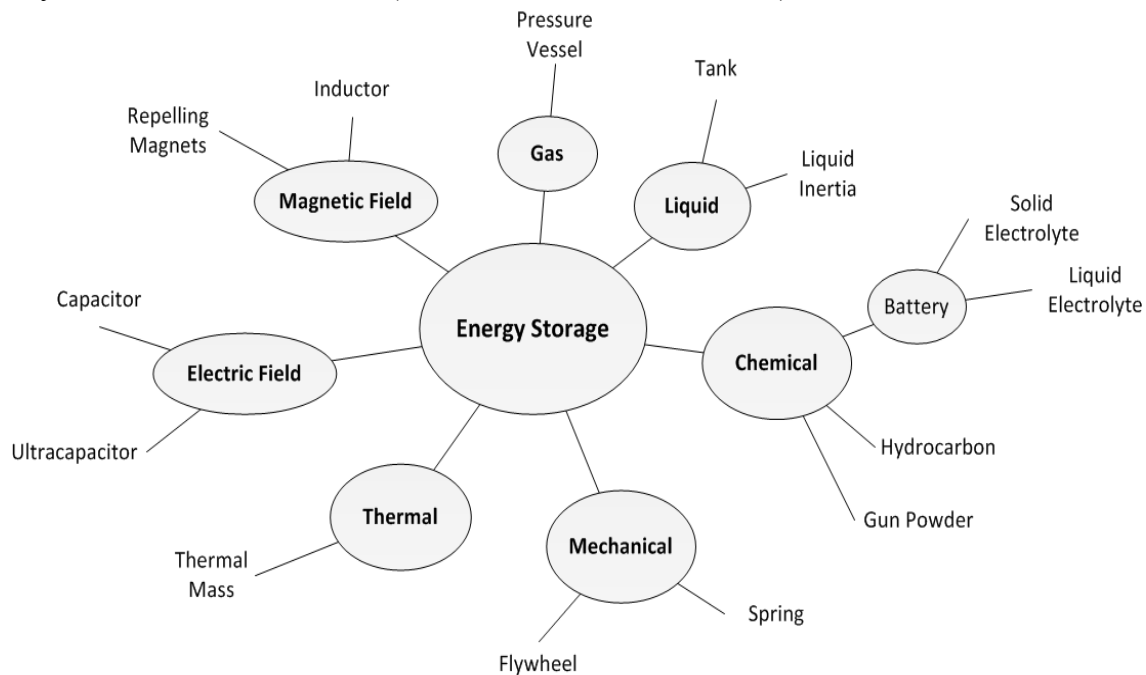 Pressure
Vessel
Tank
Inductor
Repelling
Magnets
Gas
Liquid
Inertia
Magnetic Field
Liquid
Solid
Electrolyte
Liquid
Electrolyte
Battery
Capacitor
Energy Storage
Electric Field
Chemical
Ultracapacitor
Hydrocarbon
Thermal
Gun Powder
Mechanical
Thermal
Mass
Spring
Flywheel